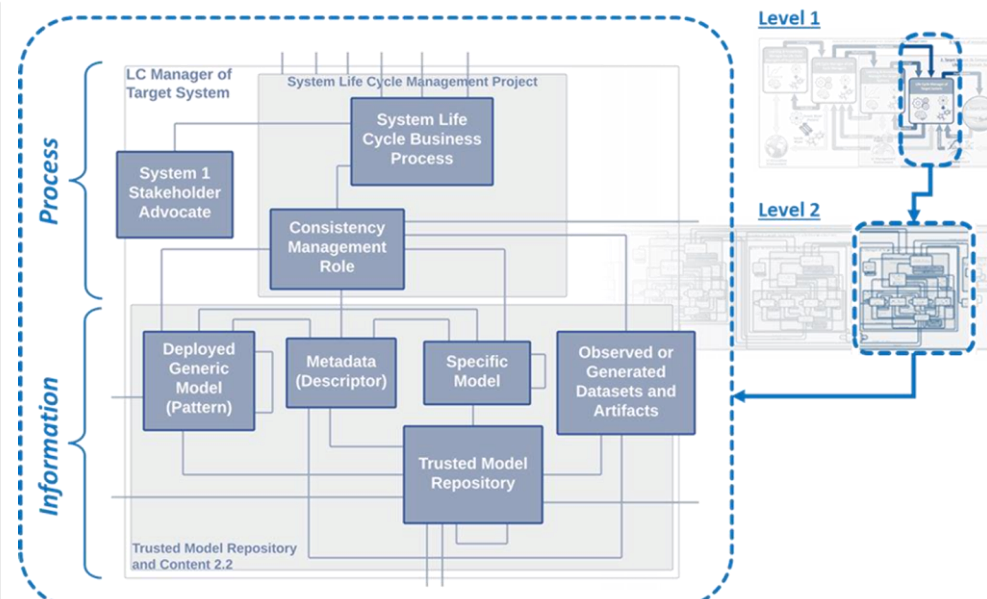 Level 1
LC Manager of
Target System
System Life Cycle Management Project
Process
System Life
Cycle Business
Process
System 1
Stakeholder
Advocate
Level 2
Consistency
Management
Role
Information
Deployed
Generic
Model
(Pattern)
Metadata
(Descriptor)
Specific
Model
Observed or
Generated
Datasets and
Artifacts
Trusted Model
Repository
Trusted Model Repository
and Content 2.2